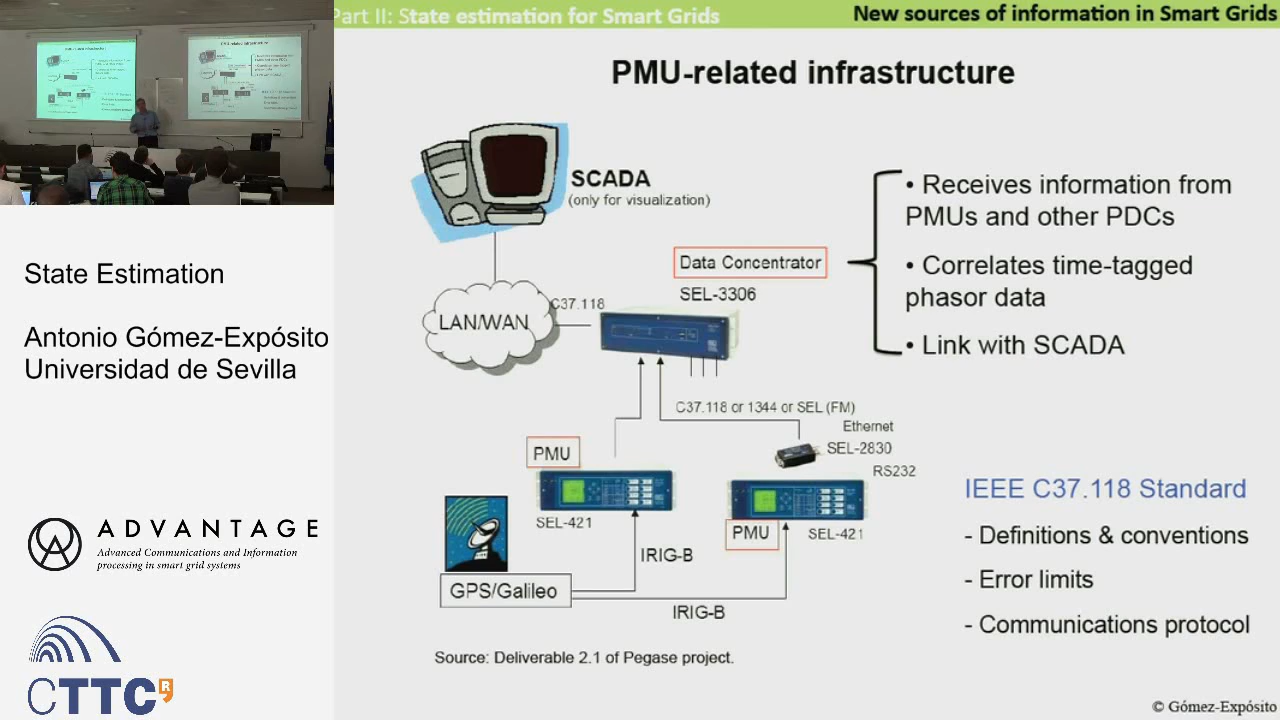 Part II: State estimation for Smart Grids
New sources of information in Smart Grids
PMU-related infrastructure
SCADA
(only for visualization)
• Receives information from
PMUs and other PDCs
• Correlates time-tagged
phasor data
• Link with SCADA
Data Concentrator
SEL-3306
C37.118
LAN/WAN
C37.118 or 1344 or SEL (FM)
Ethernet
SEL-2830
RS232
PMU
SEL-421
PMU
SEL-421
IRIG-B
GPS/Galileo
IRIG-B
IEEE C37.118 Standard
- Definitions & conventions
- Error limits
- Communications protocol
Source: Deliverable 2.1 of Pegase project.
© Gómez-Expósito
State Estimation
Antonio Gómez-Expósito
Universidad de Sevilla
ADVANTAGE
Advanced Communications and Information
processing in smart grid systems
CTTC
R